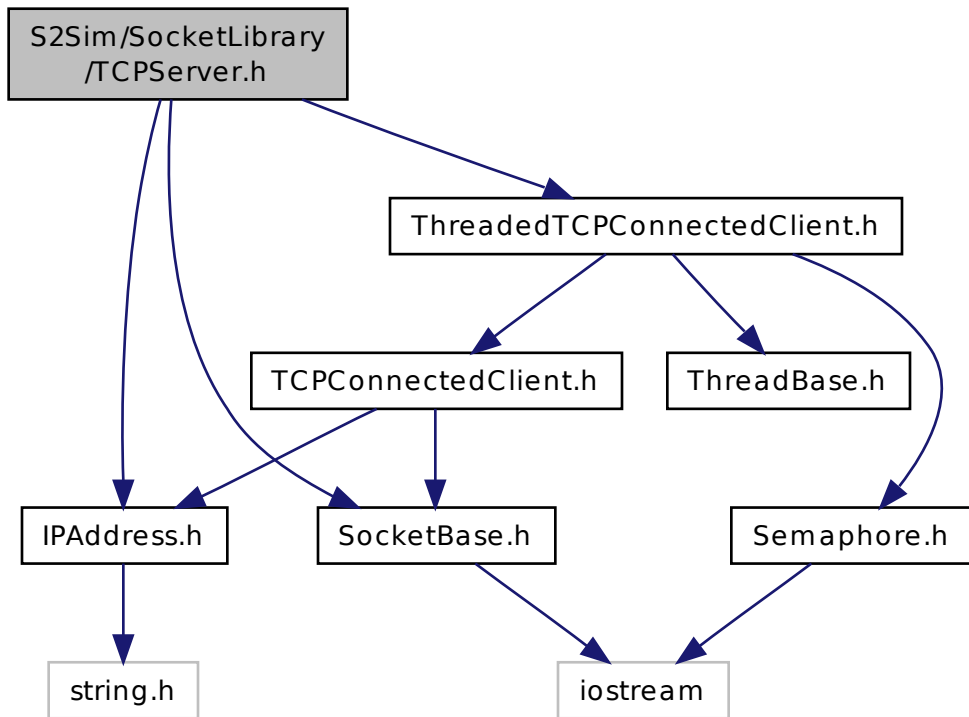 S2Sim/SocketLibrary
/TCPServer.h
ThreadedTCPConnectedClient.h
TCPConnectedClient.h
ThreadBase.h
IPAddress.h
SocketBase.h
Semaphore.h
string.h
iostream